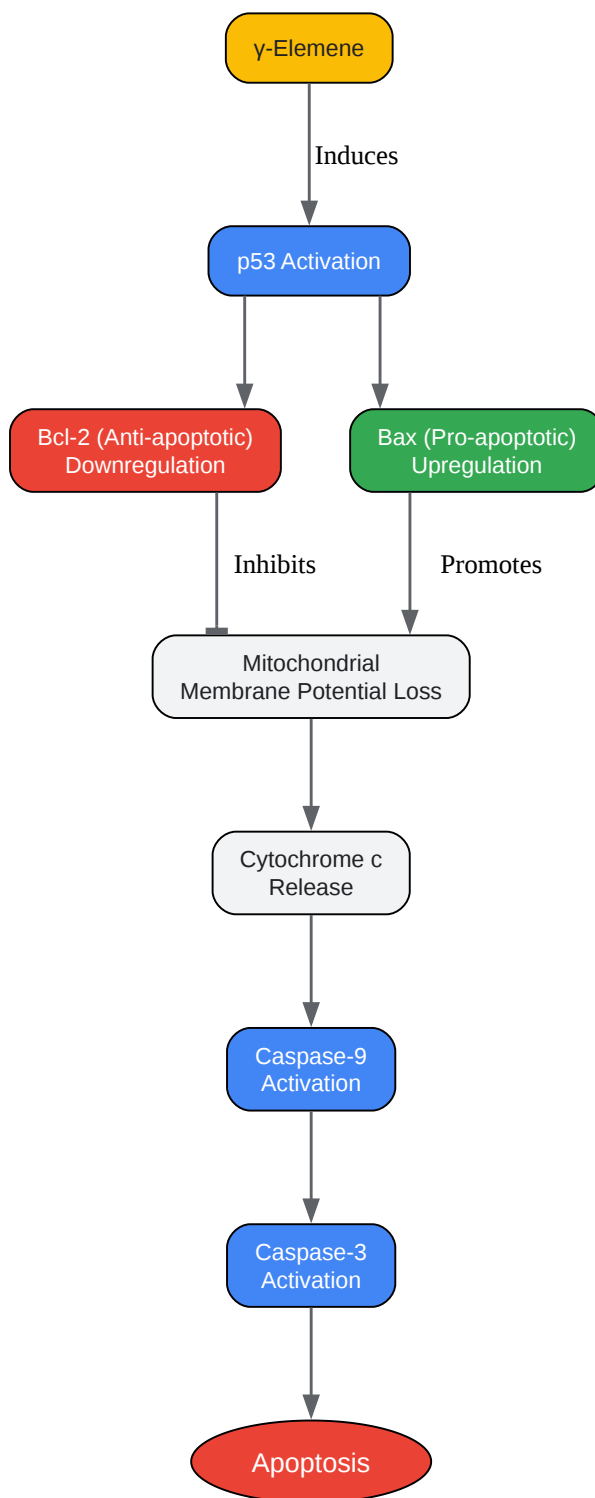 γ-Elemene
Induces
p53 Activation
Bcl-2 (Anti-apoptotic)
Downregulation
Bax (Pro-apoptotic)
Upregulation
Inhibits
Promotes
Mitochondrial
Membrane Potential Loss
Cytochrome c
Release
Caspase-9
Activation
Caspase-3
Activation
Apoptosis